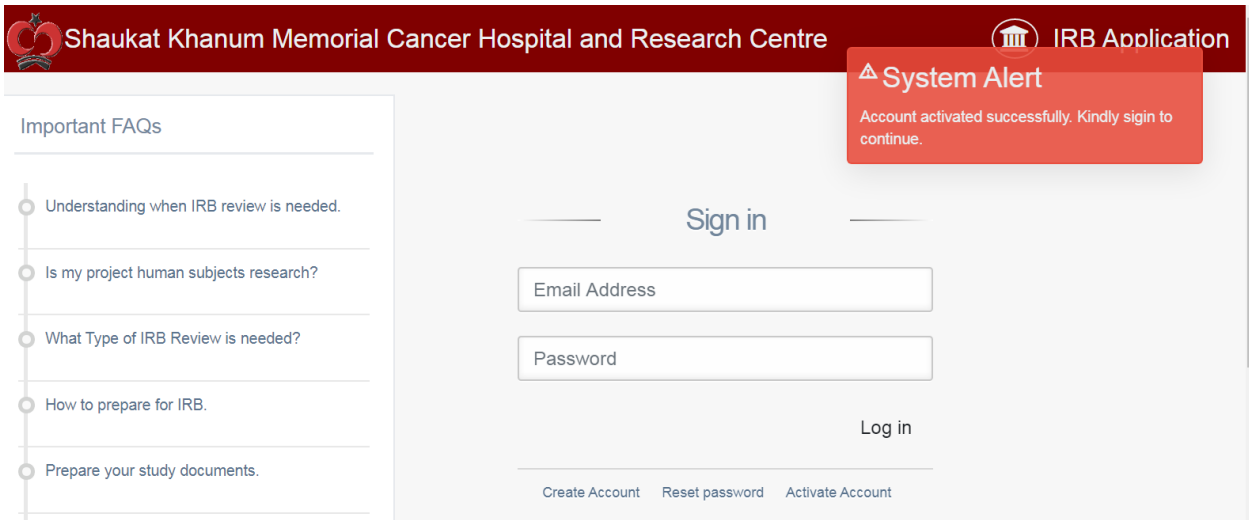 Shaukat Khanum Memorial Cancer Hospital and Research Centre
IRB Application
System Alert
Account activated successfully. Kindly sigin to
continue.
Important FAQs
Understanding when IRB review is needed.
Is my project human subjects research?
What Type of IRB Review is needed?
How to prepare for IRB.
Prepare your study documents.
Sign in
Email Address
Password
Log in
Create Account Reset password Activate Account